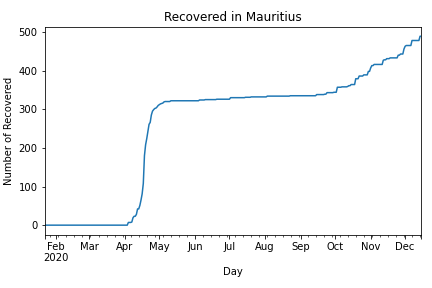 Recovered in Mauritius
Number of Recovered
500
400
300
200
100
0
Feb Mar Apr May Jun Jul Aug Sep Oct Nov Dec
2020
Day